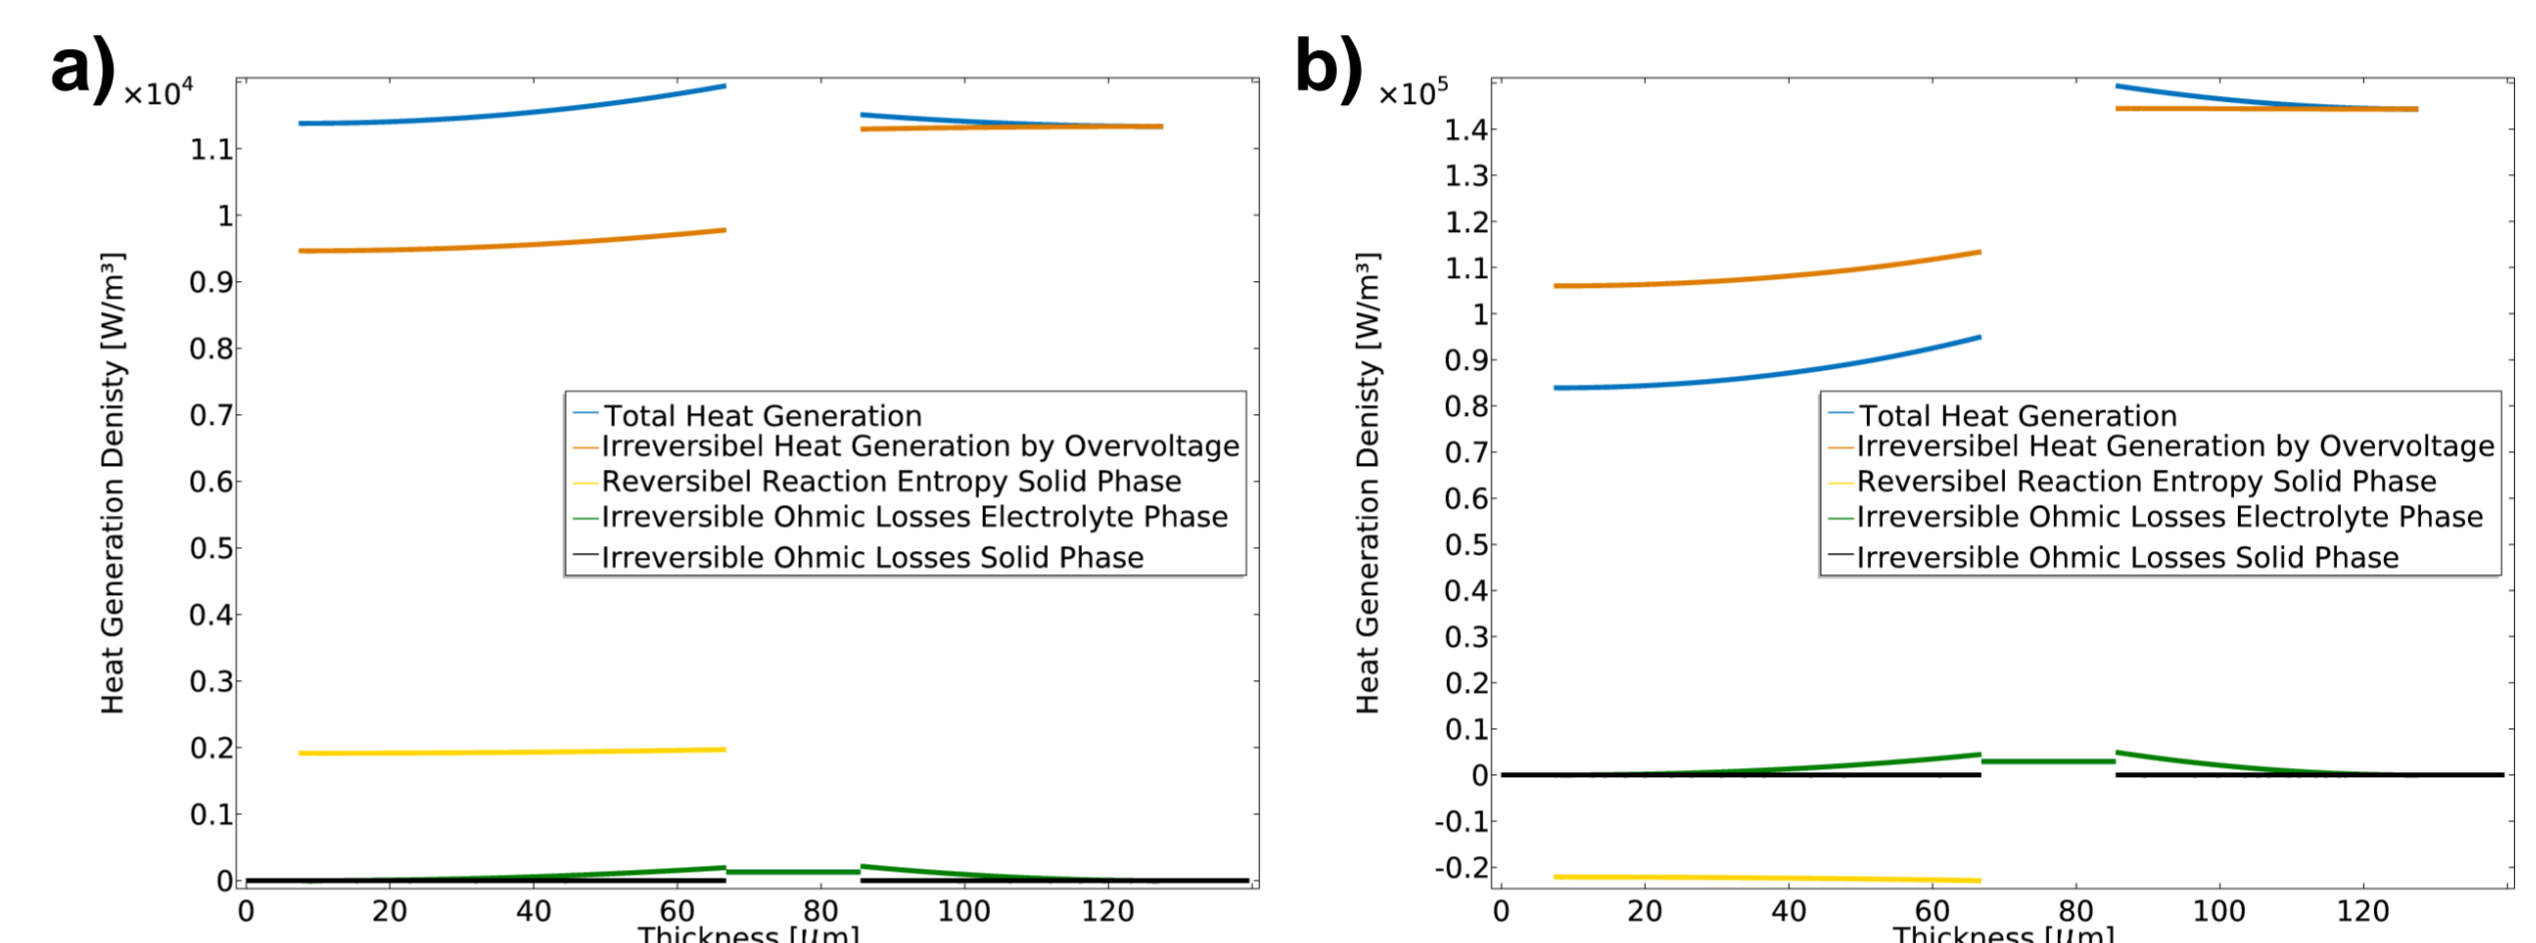 a)
×10⁴
1.1
1
0.9
0.8
0.7
0.6
0.5
0.4
0.3
0.2
0.1
0
Heat Generation Denisty [W/m³]
Total Heat Generation
Irreversibel Heat Generation by Overvoltage
Reversibel Reaction Entropy Solid Phase
Irreversible Ohmic Losses Electrolyte Phase
Irreversible Ohmic Losses Solid Phase
0 20 40 60 80 100 120
Thickness [μm]
b)
×10⁵
1.4
1.3
1.2
1.1
1
0.9
0.8
0.7
0.6
0.5
0.4
0.3
0.2
0.1
0
-0.1
-0.2
Heat Generation Denisty [W/m³]
Total Heat Generation
Irreversibel Heat Generation by Overvoltage
Reversibel Reaction Entropy Solid Phase
Irreversible Ohmic Losses Electrolyte Phase
Irreversible Ohmic Losses Solid Phase
0 20 40 60 80 100 120
Thickness [μm]